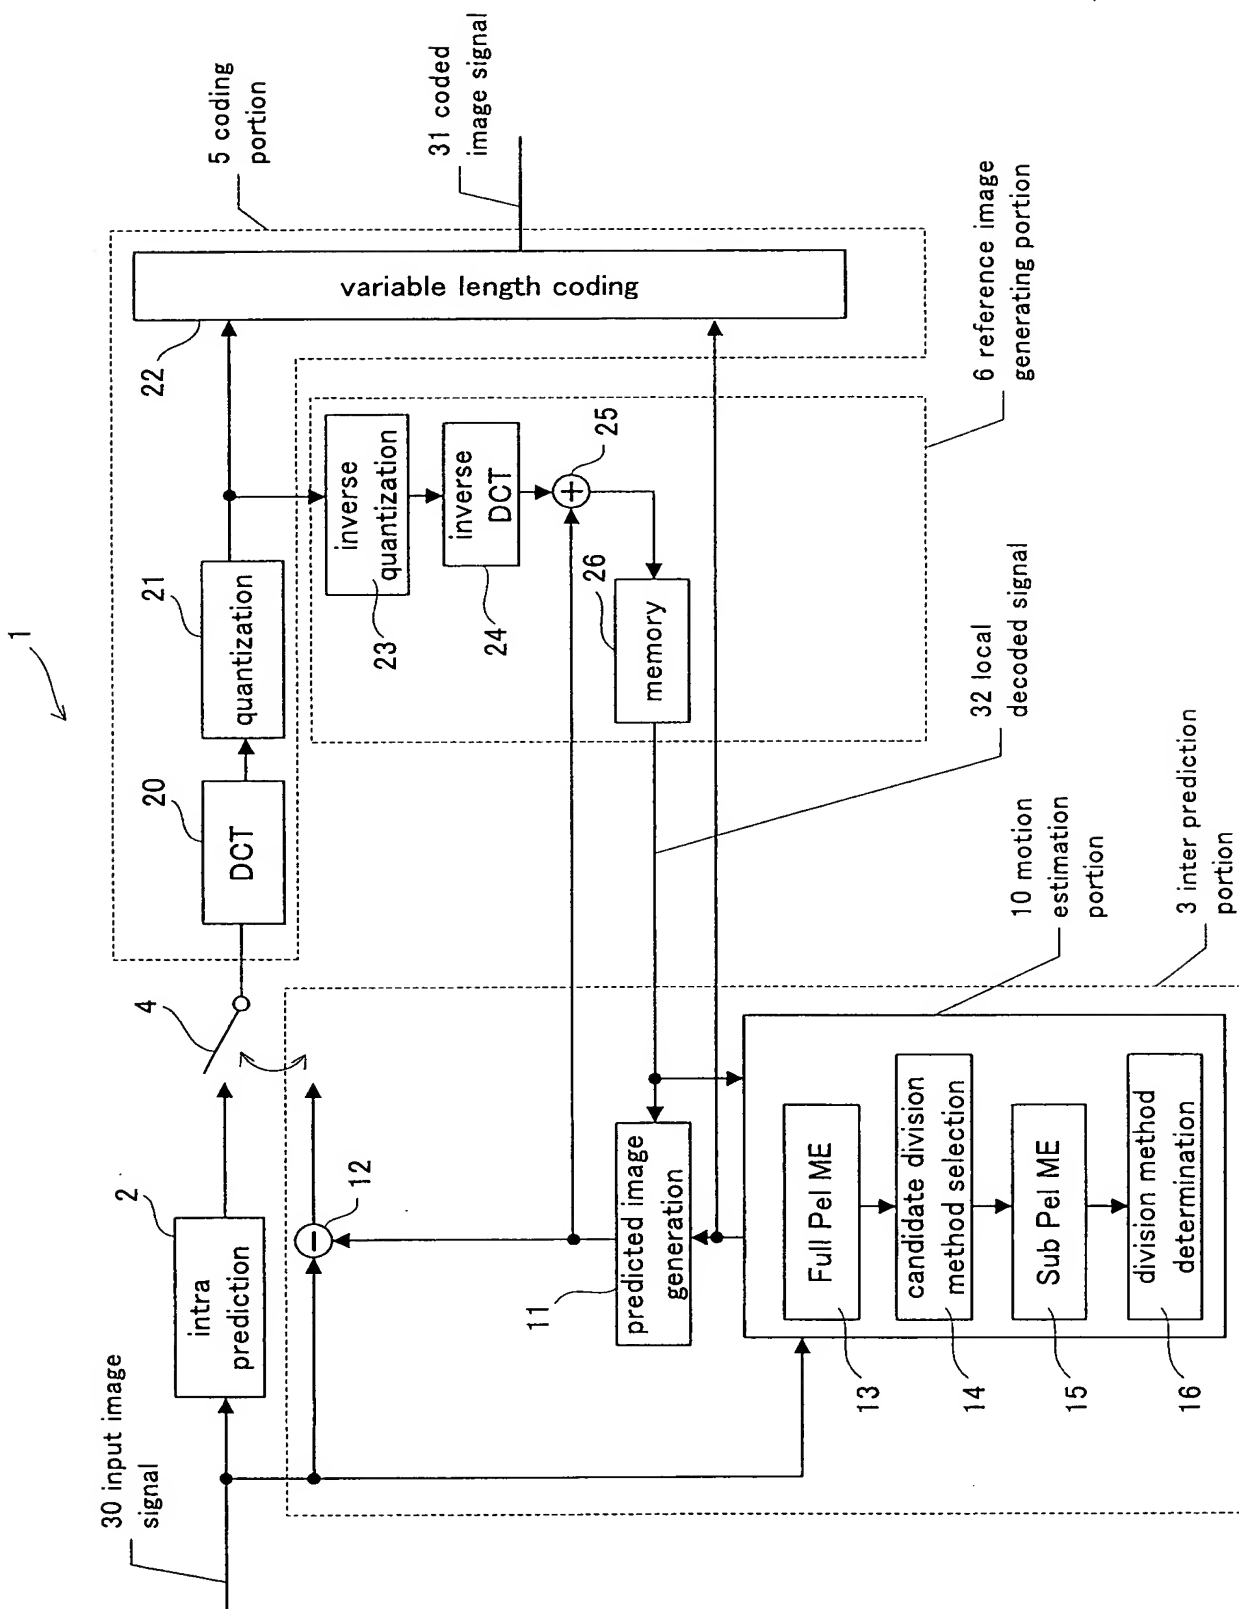 1
30 input image
signal
2
intra
prediction
4
20
DCT
21
quantization
22
variable length coding
5 coding
portion
31 coded
image signal
12
11
predicted image
generation
23
inverse
quantization
24
inverse
DCT
25
26
memory
6 reference image
generating portion
32 local
decoded signal
10 motion
estimation
portion
3 inter prediction
portion
13
Full Pel ME
14
candidate division
method selection
15
Sub Pel ME
16
division method
determination